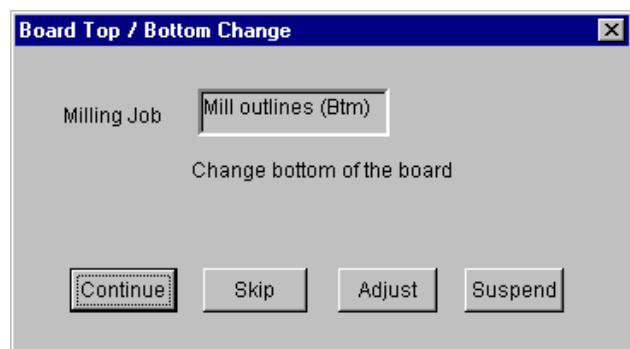 Board Top / Bottom Change
Milling Job Mill outlines (Btm)
Change bottom of the board
Continue Skip Adjust Suspend